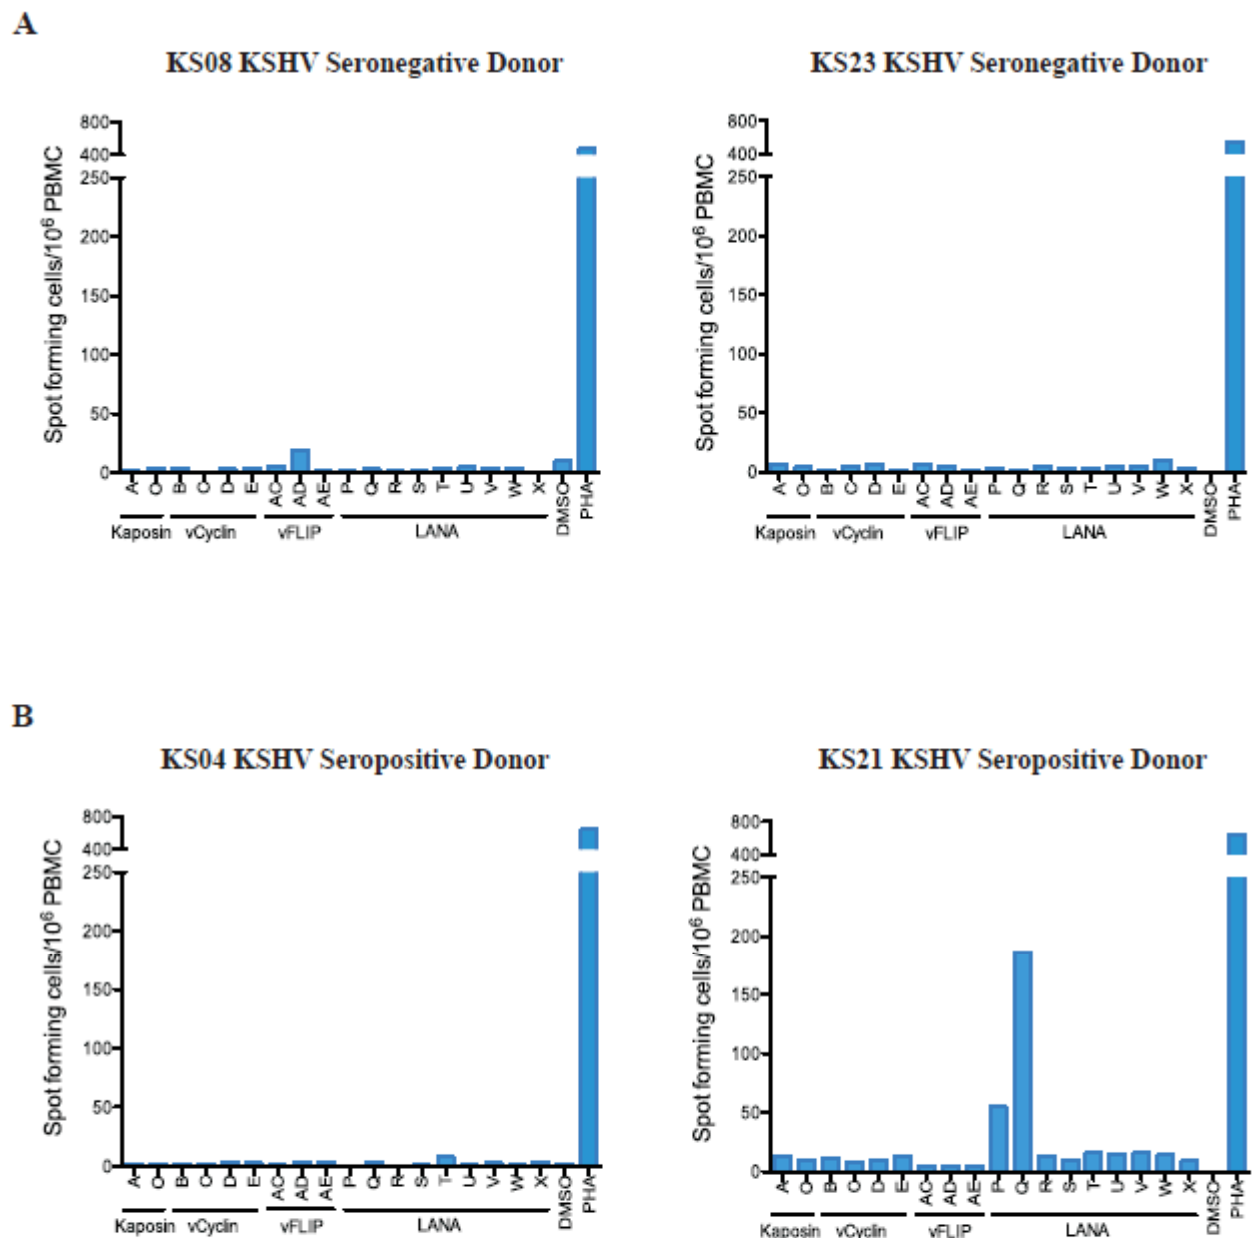 A
KS08 KSHV Seronegative Donor
Spot forming cells/10⁶ PBMC
800
400
250
200
150
100
50
0
A O B C D E AC AD AE P Q R S T U V W X DMSO PHA
Kaposin vCyclin vFLIP LANA
KS23 KSHV Seronegative Donor
Spot forming cells/10⁶ PBMC
800
400
250
200
150
100
50
0
A O B C D E AC AD AE P Q R S T U V W X DMSO PHA
Kaposin vCyclin vFLIP LANA
B
KS04 KSHV Seropositive Donor
Spot forming cells/10⁶ PBMC
800
400
250
200
150
100
50
0
A O B C D E AC AD AE P Q R S T U V W X DMSO PHA
Kaposin vCyclin vFLIP LANA
KS21 KSHV Seropositive Donor
Spot forming cells/10⁶ PBMC
800
400
250
200
150
100
50
0
A O B C D E AC AD AE P Q R S T U V W X DMSO PHA
Kaposin vCyclin vFLIP LANA